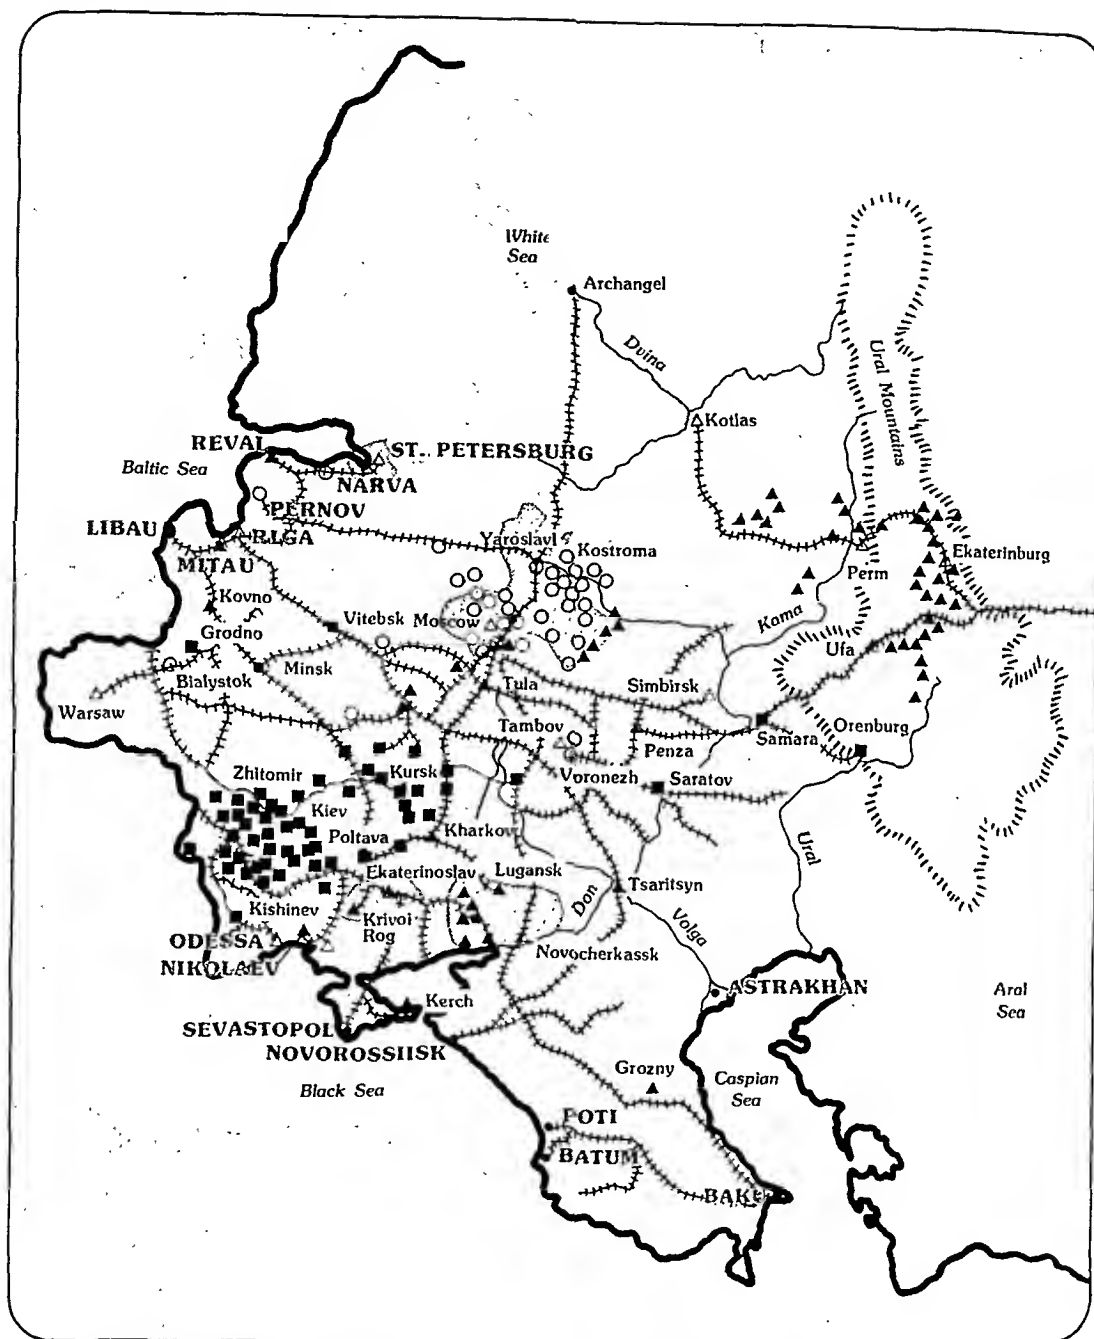 White
Sea
Archangel
Dvina
Ural Mountains
Kotlas
REVAL
ST. PETERSBURG
Baltic Sea
NARVA
PERNOV
LIBAU
RIGA
Yaroslavl
Kostroma
MITAU
Ekaterinburg
Perm
Kovno
Kama
Vitebsk
Moscow
Grodno
Ufa
Minsk
Bialystok
Tula
Simbirsk
Warsaw
Tambov
Orenburg
Penza
Samara
Zhitomir
Kursk
Voronezh
Saratov
Kiev
Poltava
Kharkov
Ural
Ekaterinoslav
Lugansk
Tsaritsyn
Don
Kishinev
Krivoi
Rog
Volga
ODESSA
Novocherkassk
NIKOLAEV
ASTRAKHAN
Kerch
Aral
Sea
SEVASTOPOL
NOVOROSSIISK
Grozny
Black Sea
Caspian
Sea
POTI
BATUM
BAKU